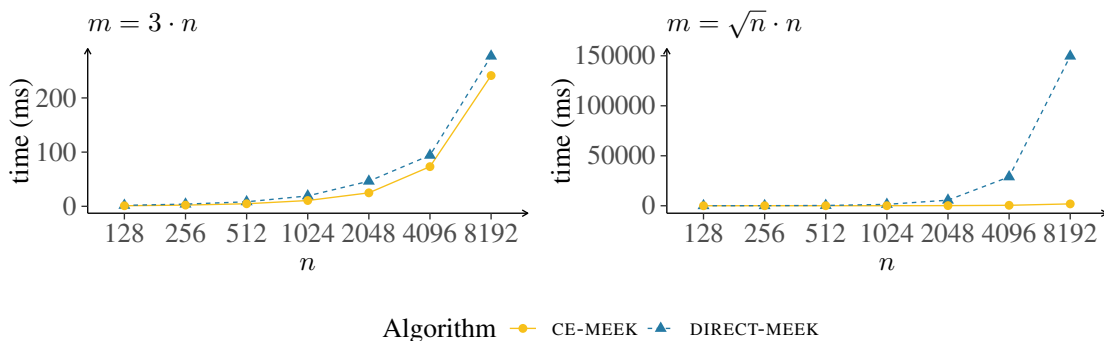 m = 3 · n
time (ms)
200
100
0
128 256 512 1024 2048 4096 8192
n
m = √n · n
time (ms)
150000
100000
50000
0
128 256 512 1024 2048 4096 8192
n
Algorithm CE-MEEK DIRECT-MEEK